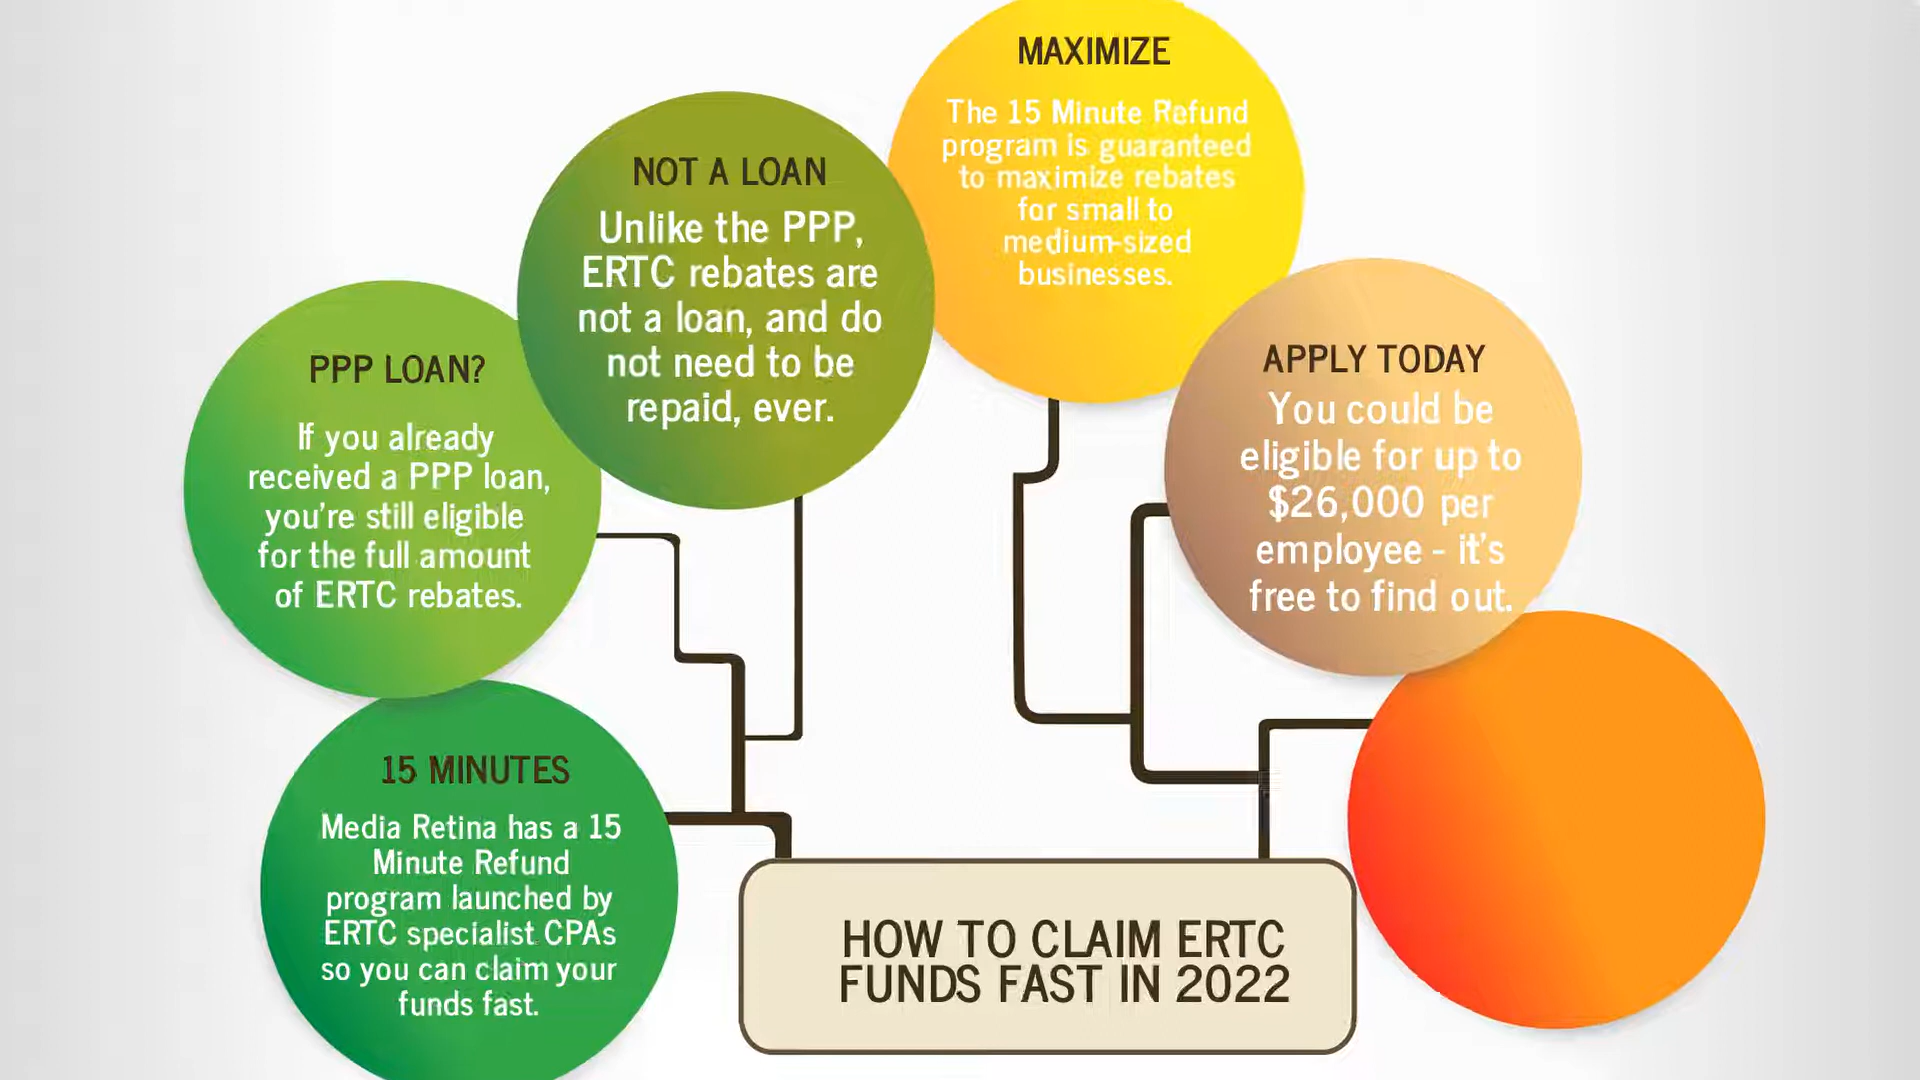 MAXIMIZE
The 15 Minute Refund
program is guaranteed
to maximize rebates
for small to
medium-sized
businesses.
NOT A LOAN
Unlike the PPP,
ERTC rebates are
not a loan, and do
not need to be
repaid, ever.
PPP LOAN?
If you already
received a PPP loan,
you're still eligible
for the full amount
of ERTC rebates.
APPLY TODAY
You could be
eligible for up to
$26,000 per
employee - it's
free to find out.
15 MINUTES
Media Retina has a 15
Minute Refund
program launched by
ERTC specialist CPAs
so you can claim your
funds fast.
HOW TO CLAIM ERTC
FUNDS FAST IN 2022